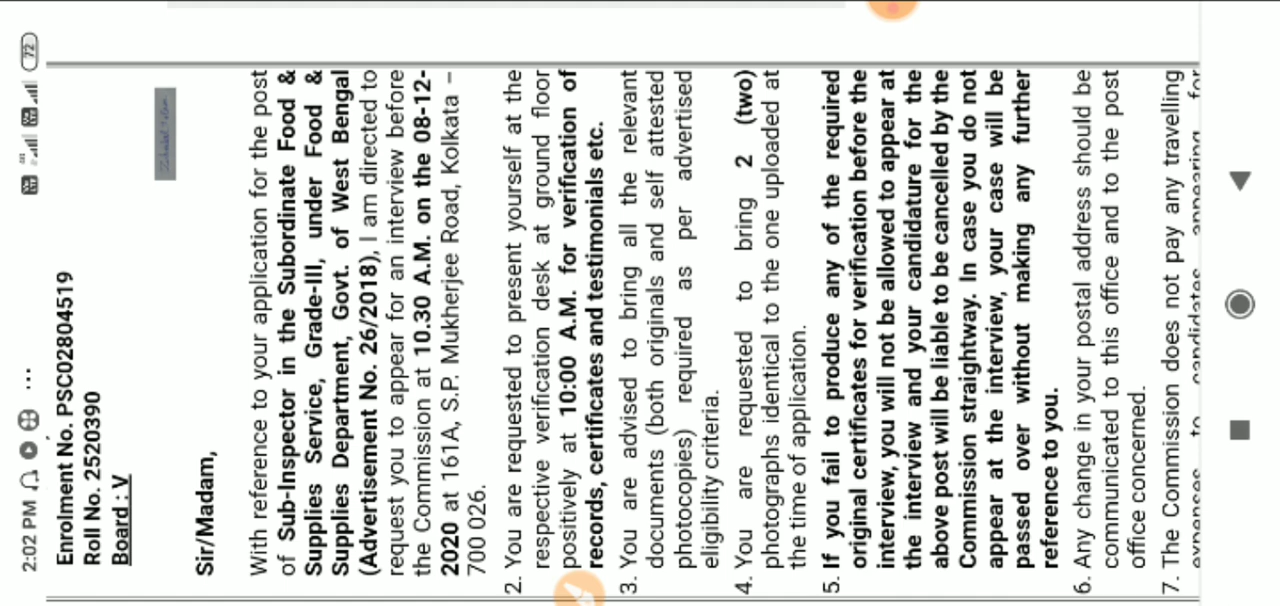 2:02 PM
72
Enrolment No. PSC02804519
Roll No. 2520390
Board : V
Sir/Madam,
With reference to your application for the post
of Sub-Inspector in the Subordinate Food &
Supplies Service, Grade-III, under Food &
Supplies Department, Govt. of West Bengal
(Advertisement No. 26/2018), I am directed to
request you to appear for an interview before
the Commission at 10.30 A.M. on the 08-12-
2020 at 161A, S.P. Mukherjee Road, Kolkata –
700 026.
2. You are requested to present yourself at the
respective verification desk at ground floor
positively at 10:00 A.M. for verification of
records, certificates and testimonials etc.
3. You are advised to bring all the relevant
documents (both originals and self attested
photocopies) required as per advertised
eligibility criteria.
4. You are requested to bring 2 (two)
photographs identical to the one uploaded at
the time of application.
5. If you fail to produce any of the required
original certificates for verification before the
interview, you will not be allowed to appear at
the interview and your candidature for the
above post will be liable to be cancelled by the
Commission straightway. In case you do not
appear at the interview, your case will be
passed over without making any further
reference to you.
6. Any change in your postal address should be
communicated to this office and to the post
office concerned.
7. The Commission does not pay any travelling
expenses to candidates appearing for